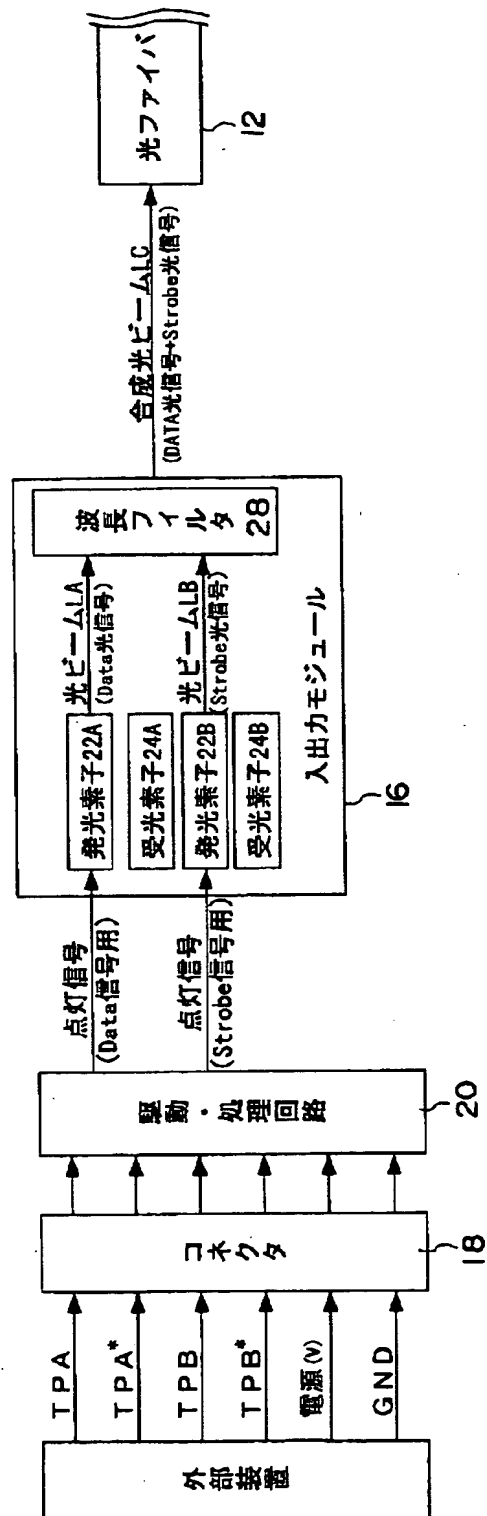 外部装置
TPA
TPA*
TPB
TPB*
電源(V)
GND
コネクタ
18
駆動・処理回路
20
点灯信号
(Data信号用)
点灯信号
(Strobe信号用)
発光素子22A
受光素子24A
発光素子22B
受光素子24B
光ビームLA
(Data光信号)
光ビームLB
(Strobe光信号)
波長フィルタ
28
入出力モジュール
16
合成光ビームLC
(DATA光信号+Strobe光信号)
光ファイバ
12